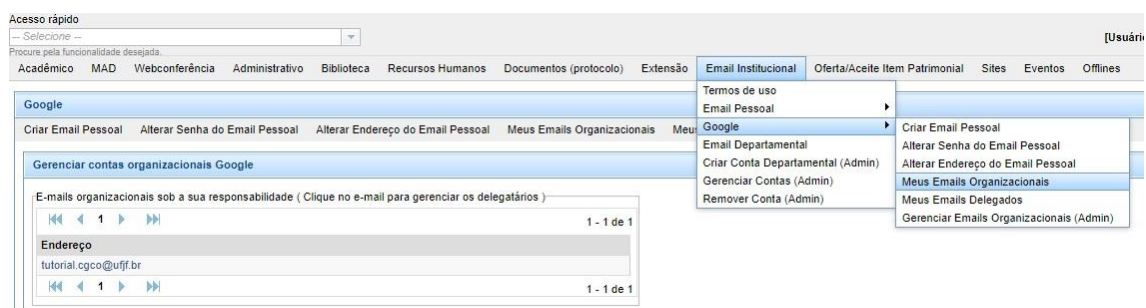 Acesso rápido
-- Selecione --
Procure pela funcionalidade desejada.
[Usuári
Acadêmico MAD Webconferência Administrativo Biblioteca Recursos Humanos Documentos (protocolo) Extensão Email Institucional Oferta/Aceite Item Patrimonial Sites Eventos Offlines
Termos de uso
Email Pessoal
Google
Email Departamental
Criar Conta Departamental (Admin)
Gerenciar Contas (Admin)
Remover Conta (Admin)
Criar Email Pessoal
Alterar Senha do Email Pessoal
Alterar Endereço do Email Pessoal
Meus Emails Organizacionais
Meus Emails Delegados
Gerenciar Emails Organizacionais (Admin)
Google
Criar Email Pessoal Alterar Senha do Email Pessoal Alterar Endereço do Email Pessoal Meus Emails Organizacionais Meu
Gerenciar contas organizacionais Google
E-mails organizacionais sob a sua responsabilidade ( Clique no e-mail para gerenciar os delegatários )
1 1 - 1 de 1
Endereço
tutorial.cgco@ufjf.br
1 1 - 1 de 1